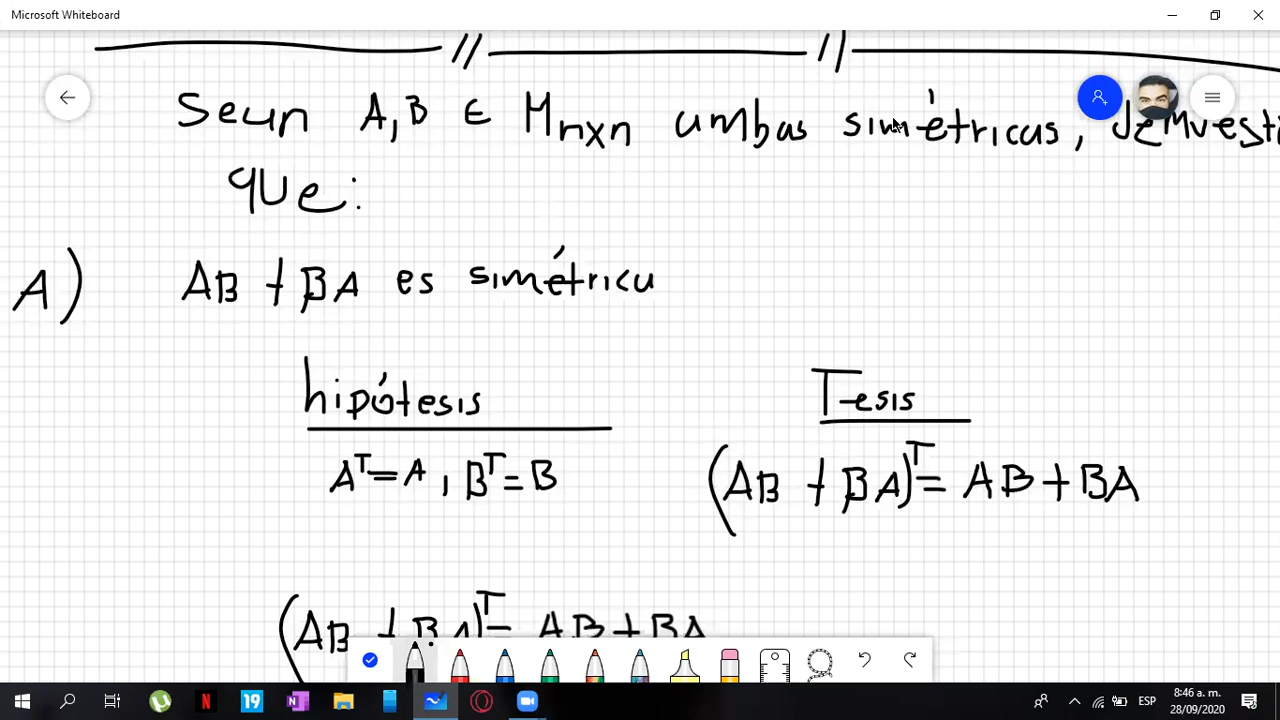 Microsoft Whiteboard
Sean A,B ∈ Mnxn ambas simétricas,
que:
A) AB + BA es simétrica
hipótesis Tesis
Aᵀ=A, Bᵀ=B (AB + BA)ᵀ= AB+BA
(AB + BA)ᵀ= AB+BA
19
N
ESP
8:46 a. m.
28/09/2020